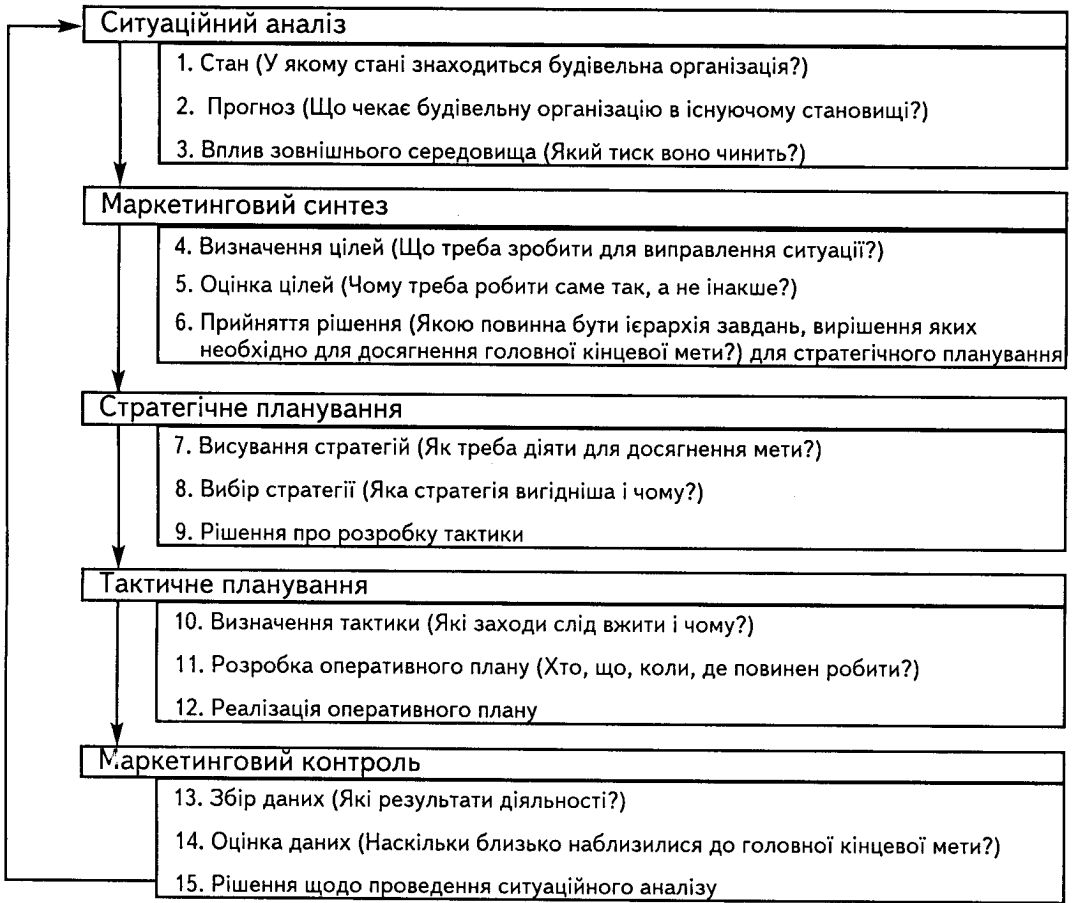 Ситуаційний аналіз
1. Стан (У якому стані знаходиться будівельна організація?)
2. Прогноз (Що чекає будівельну організацію в існуючому становищі?)
3. Вплив зовнішнього середовища (Який тиск воно чинить?)
Маркетинговий синтез
4. Визначення цілей (Що треба зробити для виправлення ситуації?)
5. Оцінка цілей (Чому треба робити саме так, а не інакше?)
6. Прийняття рішення (Якою повинна бути ієрархія завдань, вирішення яких
необхідно для досягнення головної кінцевої мети?) для стратегічного планування
Стратегічне планування
7. Висування стратегій (Як треба діяти для досягнення мети?)
8. Вибір стратегії (Яка стратегія вигідніша і чому?)
9. Рішення про розробку тактики
Тактичне планування
10. Визначення тактики (Які заходи слід вжити і чому?)
11. Розробка оперативного плану (Хто, що, коли, де повинен робити?)
12. Реалізація оперативного плану
Маркетинговий контроль
13. Збір даних (Які результати діяльності?)
14. Оцінка даних (Наскільки близько наблизилися до головної кінцевої мети?)
15. Рішення щодо проведення ситуаційного аналізу